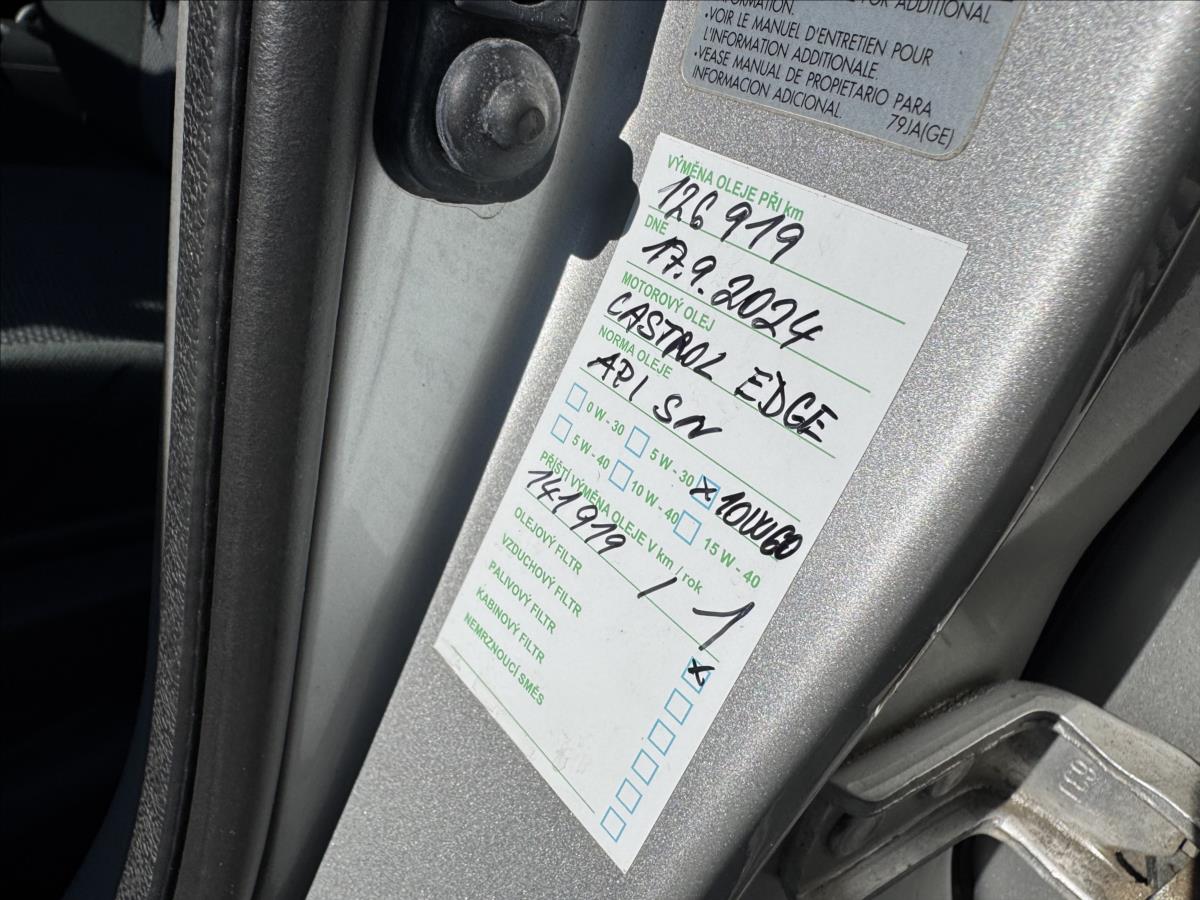 INFORMATION.
FOR ADDITIONAL
•VOIR LE MANUEL D'ENTRETIEN POUR
L'INFORMATION ADDITIONALE.
•VEASE MANUAL DE PROPIETARIO PARA
INFORMACION ADICIONAL.
79JA(GE)
VÝMĚNA OLEJE PŘI km
126 919
DNE
17.9.2024
MOTOROVÝ OLEJ
CASTROL EDGE
NORMA OLEJE
API SN
0 W - 30 5 W - 30 x 10W60
5 W - 40 10 W - 40 15 W - 40
PŘÍŠTÍ VÝMĚNA OLEJE V km / rok
141919 / 1
OLEJOVÝ FILTR x
VZDUCHOVÝ FILTR
PALIVOVÝ FILTR
KABINOVÝ FILTR
NEMRZNOUCÍ SMĚS
63